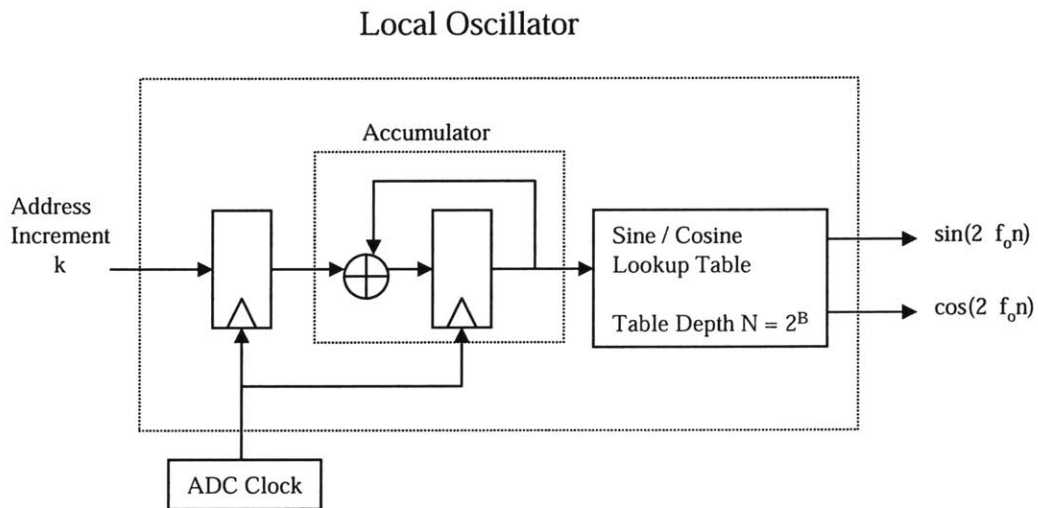 Local Oscillator
Accumulator
Address
Increment
k
Sine / Cosine
Lookup Table
Table Depth N = 2^B
sin(2 f_on)
cos(2 f_on)
ADC Clock